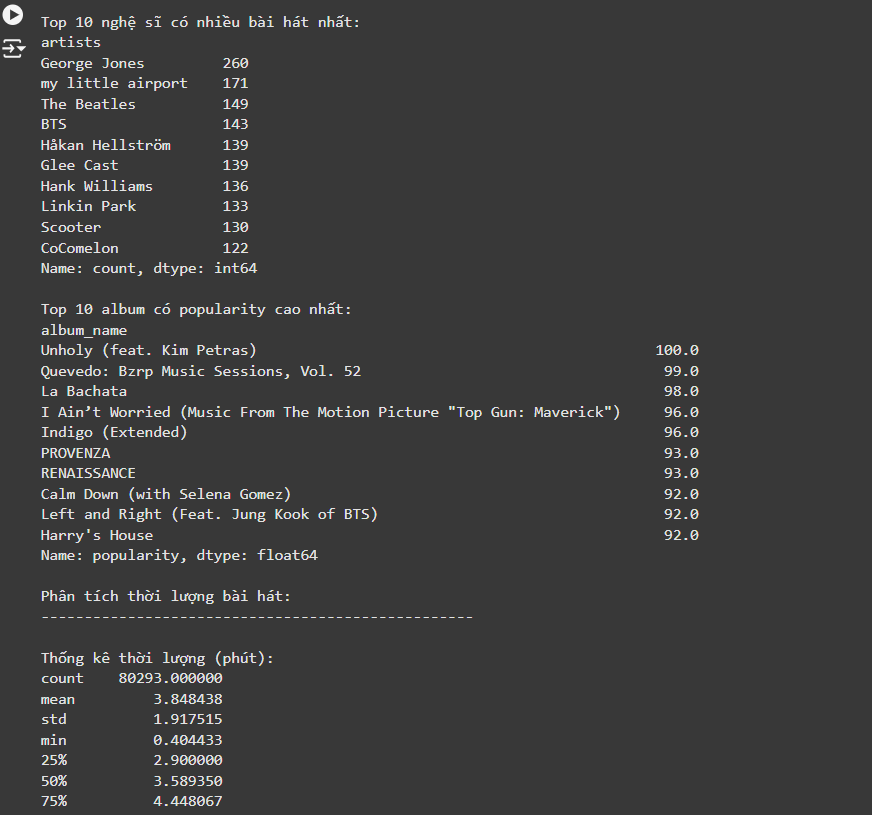 Top 10 nghệ sĩ có nhiều bài hát nhất:
artists
George Jones 260
my little airport 171
The Beatles 149
BTS 143
Håkan Hellström 139
Glee Cast 139
Hank Williams 136
Linkin Park 133
Scooter 130
CoComelon 122
Name: count, dtype: int64
Top 10 album có popularity cao nhất:
album_name
Unholy (feat. Kim Petras) 100.0
Quevedo: Bzrp Music Sessions, Vol. 52 99.0
La Bachata 98.0
I Ain’t Worried (Music From The Motion Picture "Top Gun: Maverick") 96.0
Indigo (Extended) 96.0
PROVENZA 93.0
RENAISSANCE 93.0
Calm Down (with Selena Gomez) 92.0
Left and Right (Feat. Jung Kook of BTS) 92.0
Harry's House 92.0
Name: popularity, dtype: float64
Phân tích thời lượng bài hát:
--------------------------------------------------
Thống kê thời lượng (phút):
count 80293.000000
mean 3.848438
std 1.917515
min 0.404433
25% 2.900000
50% 3.589350
75% 4.448067